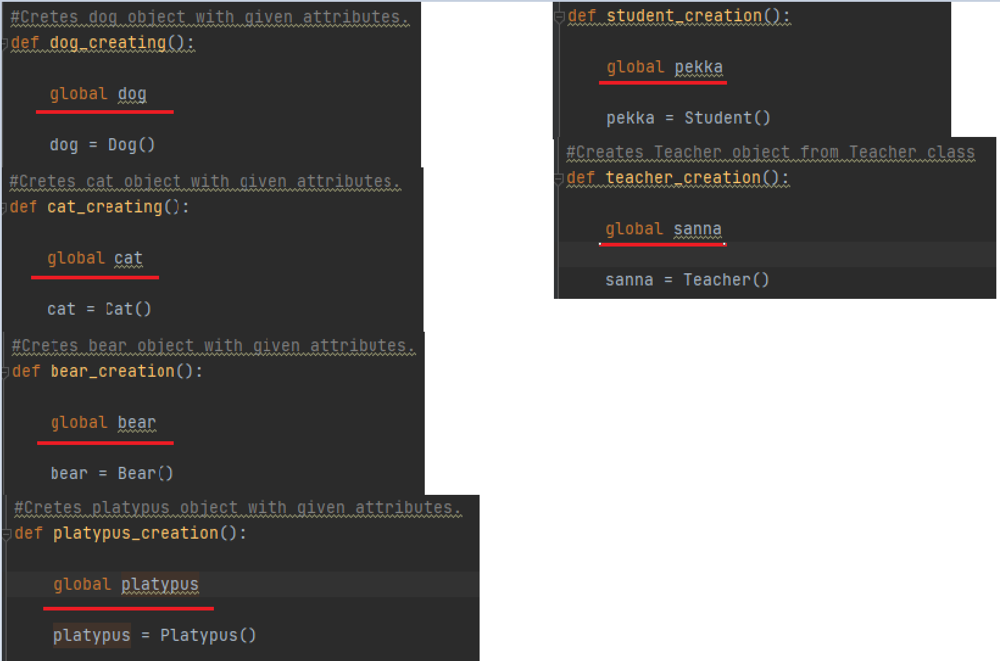 #Cretes dog object with given attributes.
def dog_creating():
global dog
dog = Dog()
#Cretes cat object with given attributes.
def cat_creating():
global cat
cat = Cat()
#Cretes bear object with given attributes.
def bear_creation():
global bear
bear = Bear()
#Cretes platypus object with given attributes.
def platypus_creation():
global platypus
platypus = Platypus()
def student_creation():
global pekka
pekka = Student()
#Creates Teacher object from Teacher class
def teacher_creation():
global sanna
sanna = Teacher()